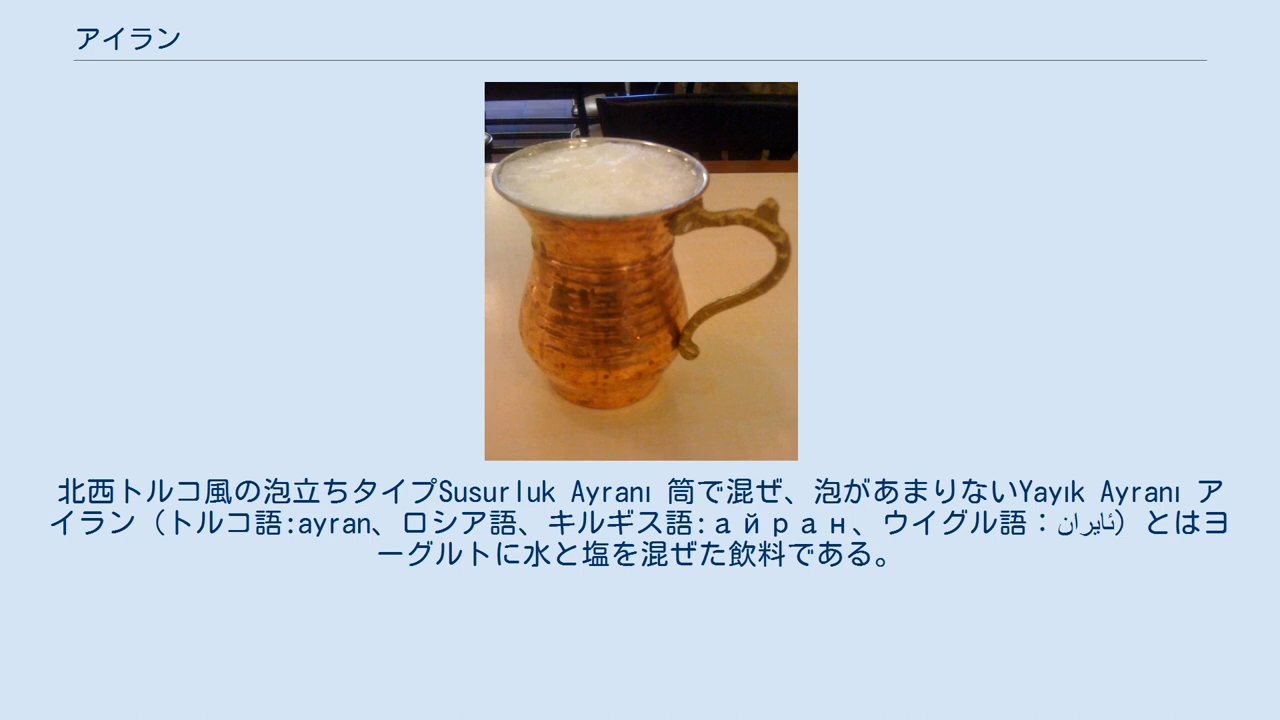 アイラン
北西トルコ風の泡立ちタイプSusurluk Ayranı 筒で混ぜ、泡があまりないYayık Ayranı ア
イラン（トルコ語:ayran、ロシア語、キルギス語:айран、ウイグル語：ئايران）とはヨ
ーグルトに水と塩を混ぜた飲料である。